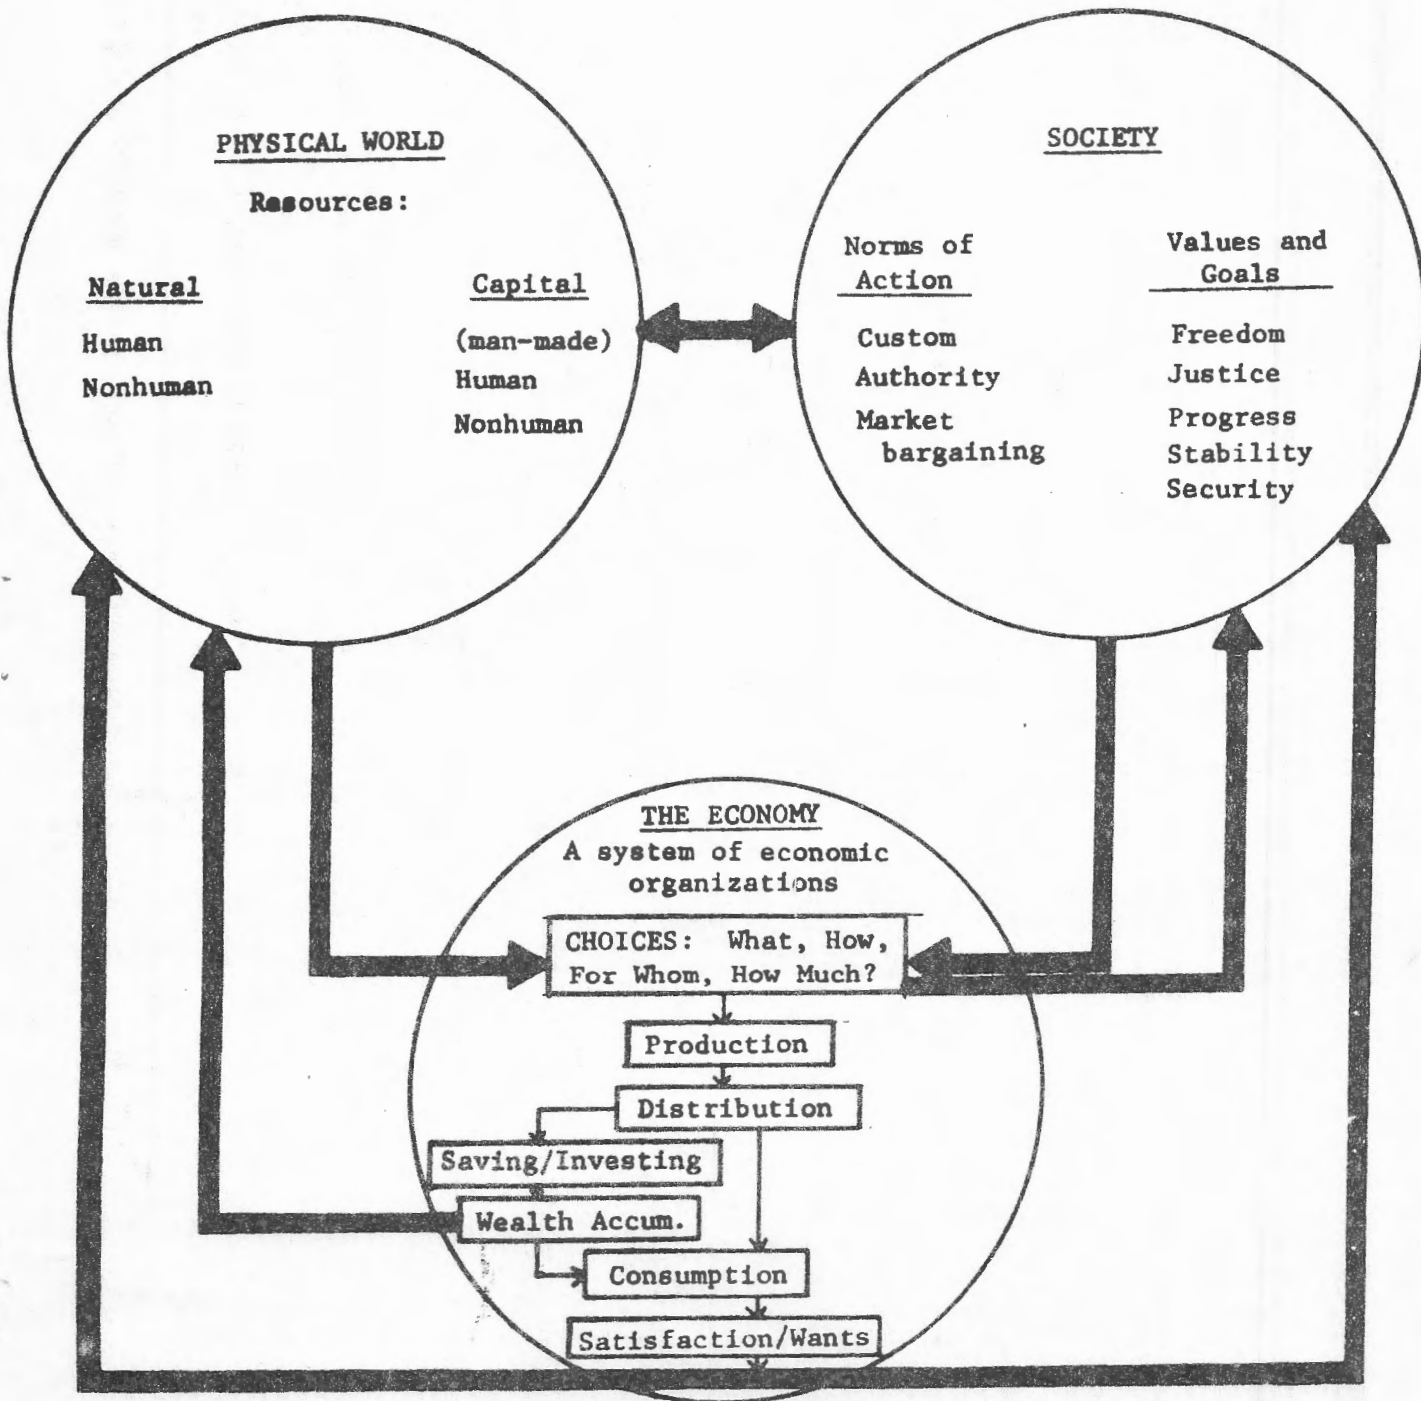 PHYSICAL WORLD
Resources:
Natural
Human
Nonhuman
Capital
(man-made)
Human
Nonhuman
SOCIETY
Norms of
Action
Custom
Authority
Market
bargaining
Values and
Goals
Freedom
Justice
Progress
Stability
Security
THE ECONOMY
A system of economic
organizations
CHOICES: What, How,
For Whom, How Much?
Production
Distribution
Saving/Investing
Wealth Accum.
Consumption
Satisfaction/Wants